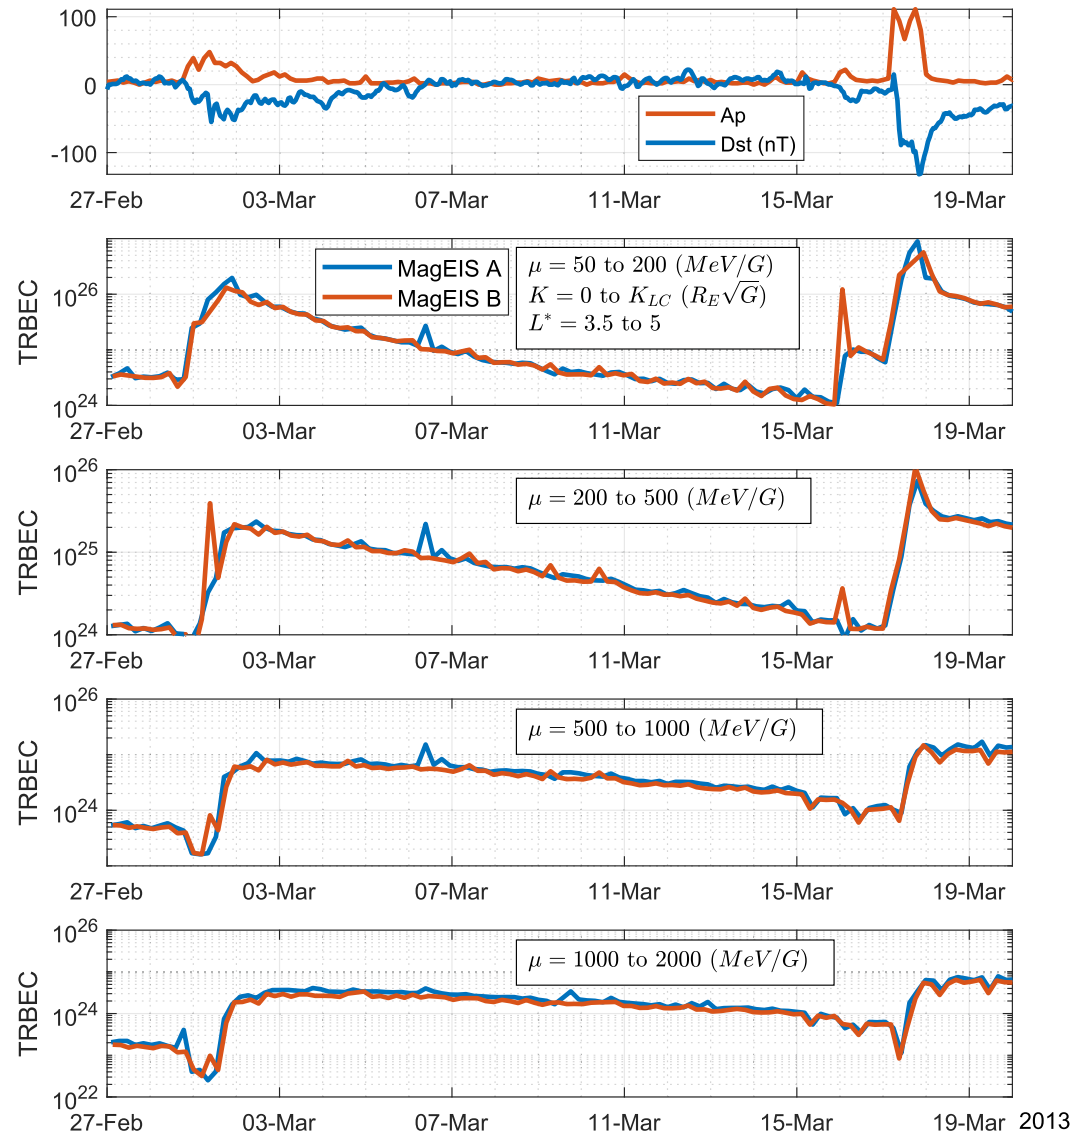 100
0
-100
Ap
Dst (nT)
27-Feb 03-Mar 07-Mar 11-Mar 15-Mar 19-Mar
TRBEC
10^26
10^24
MagEIS A
MagEIS B
μ = 50 to 200 (MeV/G)
K = 0 to K_LC (R_E√G)
L* = 3.5 to 5
27-Feb 03-Mar 07-Mar 11-Mar 15-Mar 19-Mar
TRBEC
10^26
10^25
10^24
μ = 200 to 500 (MeV/G)
27-Feb 03-Mar 07-Mar 11-Mar 15-Mar 19-Mar
TRBEC
10^26
10^24
μ = 500 to 1000 (MeV/G)
27-Feb 03-Mar 07-Mar 11-Mar 15-Mar 19-Mar
TRBEC
10^26
10^24
10^22
μ = 1000 to 2000 (MeV/G)
27-Feb 03-Mar 07-Mar 11-Mar 15-Mar 19-Mar 2013